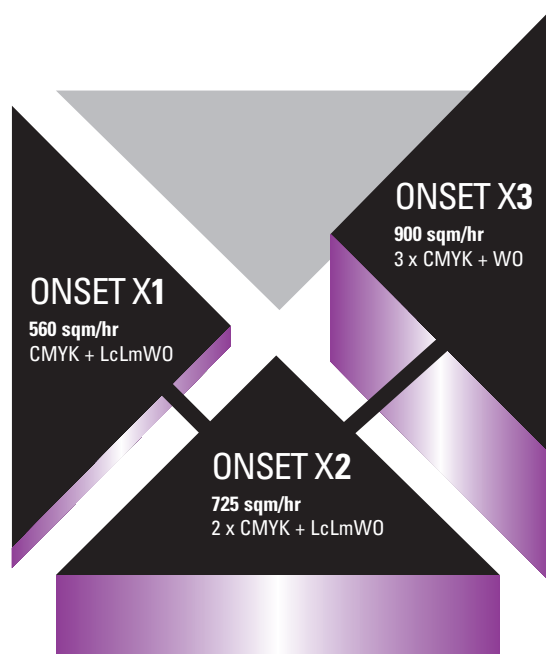 ONSET X1
560 sqm/hr
CMYK + LcLmWO
ONSET X2
725 sqm/hr
2 x CMYK + LcLmWO
ONSET X3
900 sqm/hr
3 x CMYK + WO